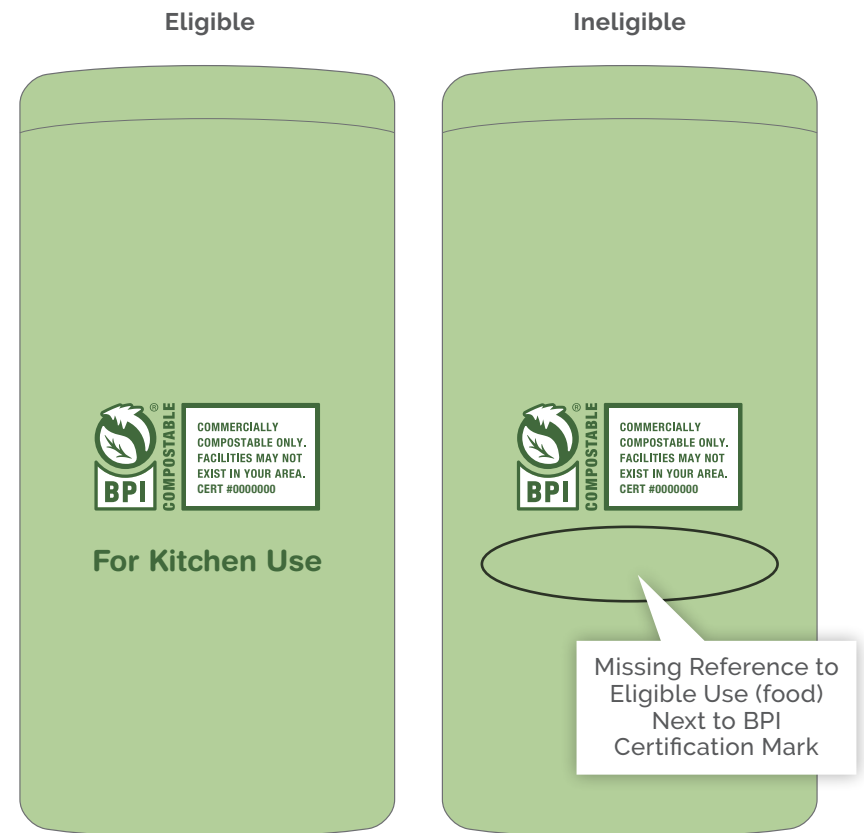 Eligible
Ineligible
®
COMPOSTABLE
BPI
COMMERCIALLY
COMPOSTABLE ONLY.
FACILITIES MAY NOT
EXIST IN YOUR AREA.
CERT #0000000
For Kitchen Use
®
COMPOSTABLE
BPI
COMMERCIALLY
COMPOSTABLE ONLY.
FACILITIES MAY NOT
EXIST IN YOUR AREA.
CERT #0000000
Missing Reference to
Eligible Use (food)
Next to BPI
Certification Mark